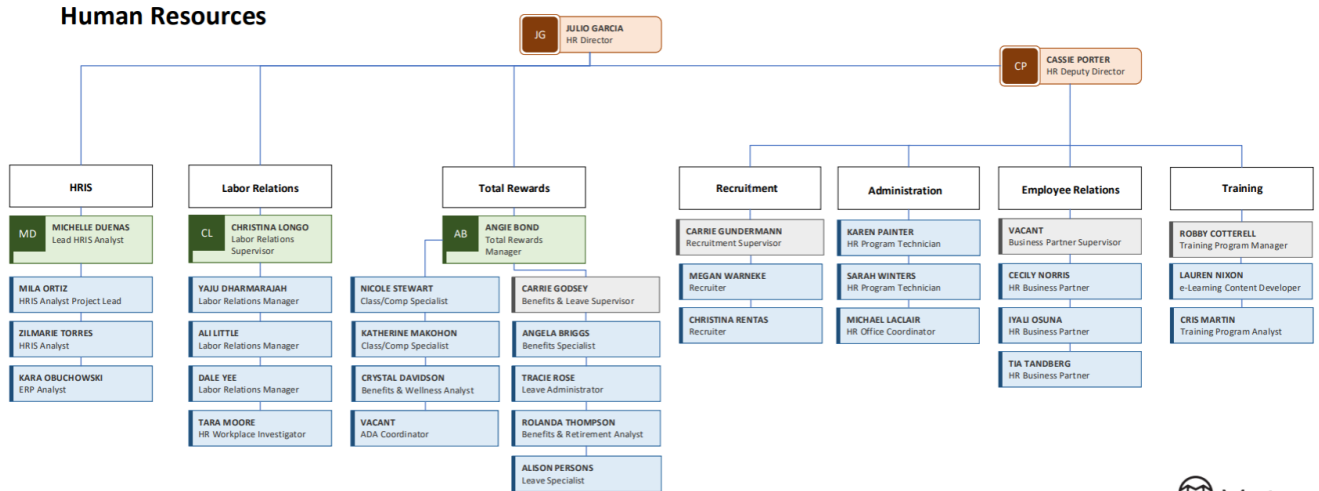 Human Resources
JG
JULIO GARCIA
HR Director
CP
CASSIE PORTER
HR Deputy Director
HRIS
MD
MICHELLE DUENAS
Lead HRIS Analyst
MILA ORTIZ
HRIS Analyst Project Lead
ZILMARIE TORRES
HRIS Analyst
KARA OBUCHOWSKI
ERP Analyst
Labor Relations
CL
CHRISTINA LONGO
Labor Relations
Supervisor
YAJU DHARMARAJAH
Labor Relations Manager
ALI LITTLE
Labor Relations Manager
DALE YEE
Labor Relations Manager
TARA MOORE
HR Workplace Investigator
Total Rewards
AB
ANGIE BOND
Total Rewards
Manager
NICOLE STEWART
Class/Comp Specialist
KATHERINE MAKOHON
Class/Comp Specialist
CRYSTAL DAVIDSON
Benefits & Wellness Analyst
VACANT
ADA Coordinator
CARRIE GODSEY
Benefits & Leave Supervisor
ANGELA BRIGGS
Benefits Specialist
TRACIE ROSE
Leave Administrator
ROLANDA THOMPSON
Benefits & Retirement Analyst
ALISON PERSONS
Leave Specialist
Recruitment
CARRIE GUNDERMANN
Recruitment Supervisor
MEGAN WARNEKE
Recruiter
CHRISTINA RENTAS
Recruiter
Administration
KAREN PAINTER
HR Program Technician
SARAH WINTERS
HR Program Technician
MICHAEL LACLAIR
HR Office Coordinator
Employee Relations
VACANT
Business Partner Supervisor
CECILY NORRIS
HR Business Partner
IYALI OSUNA
HR Business Partner
TIA TANDBERG
HR Business Partner
Training
ROBBY COTTERELL
Training Program Manager
LAUREN NIXON
e-Learning Content Developer
CRIS MARTIN
Training Program Analyst